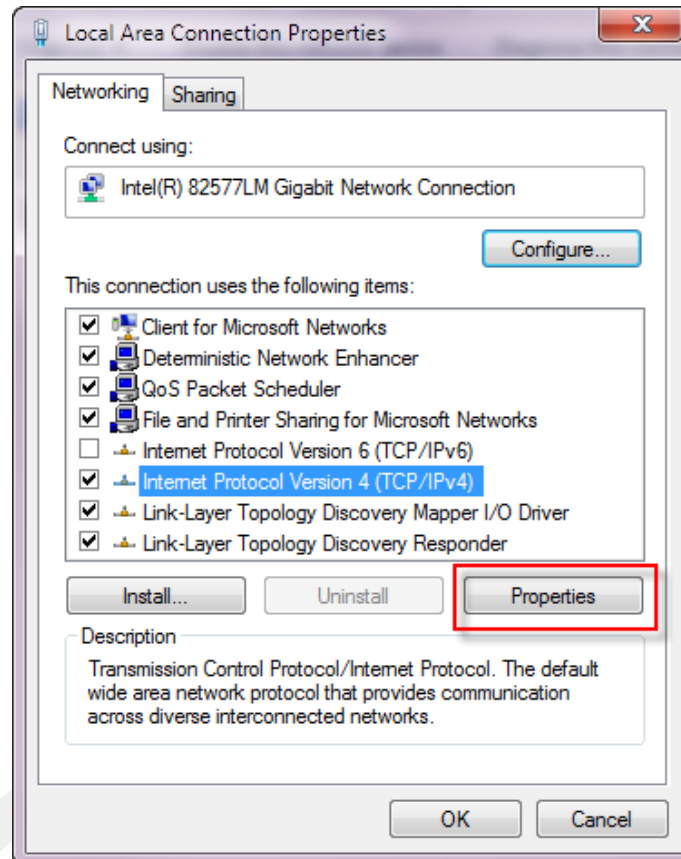 Local Area Connection Properties
Networking
Sharing
Connect using:
Intel(R) 82577LM Gigabit Network Connection
Configure...
This connection uses the following items:
Client for Microsoft Networks
Deterministic Network Enhancer
QoS Packet Scheduler
File and Printer Sharing for Microsoft Networks
Internet Protocol Version 6 (TCP/IPv6)
Internet Protocol Version 4 (TCP/IPv4)
Link-Layer Topology Discovery Mapper I/O Driver
Link-Layer Topology Discovery Responder
Install...
Uninstall
Properties
Description
Transmission Control Protocol/Internet Protocol. The default
wide area network protocol that provides communication
across diverse interconnected networks.
OK
Cancel